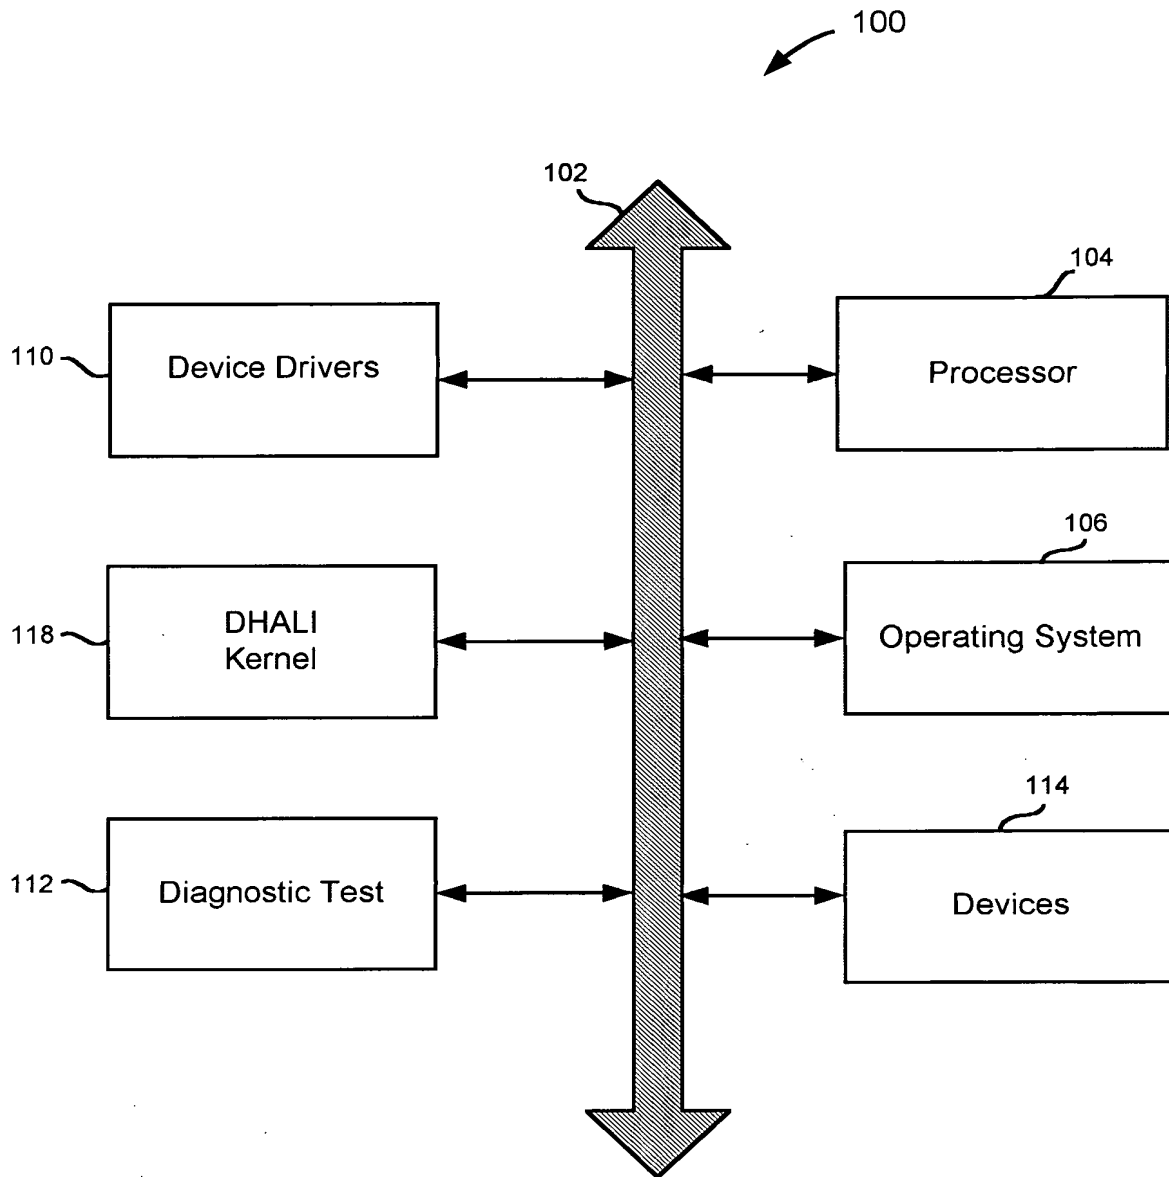 100
102
104
110
Device Drivers
Processor
106
118
DHALI
Kernel
Operating System
114
112
Diagnostic Test
Devices